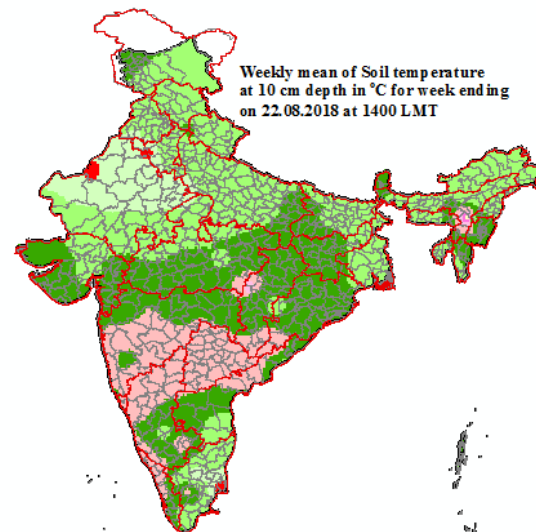 Weekly mean of Soil temperature
at 10 cm depth in °C for week ending
on 22.08.2018 at 1400 LMT